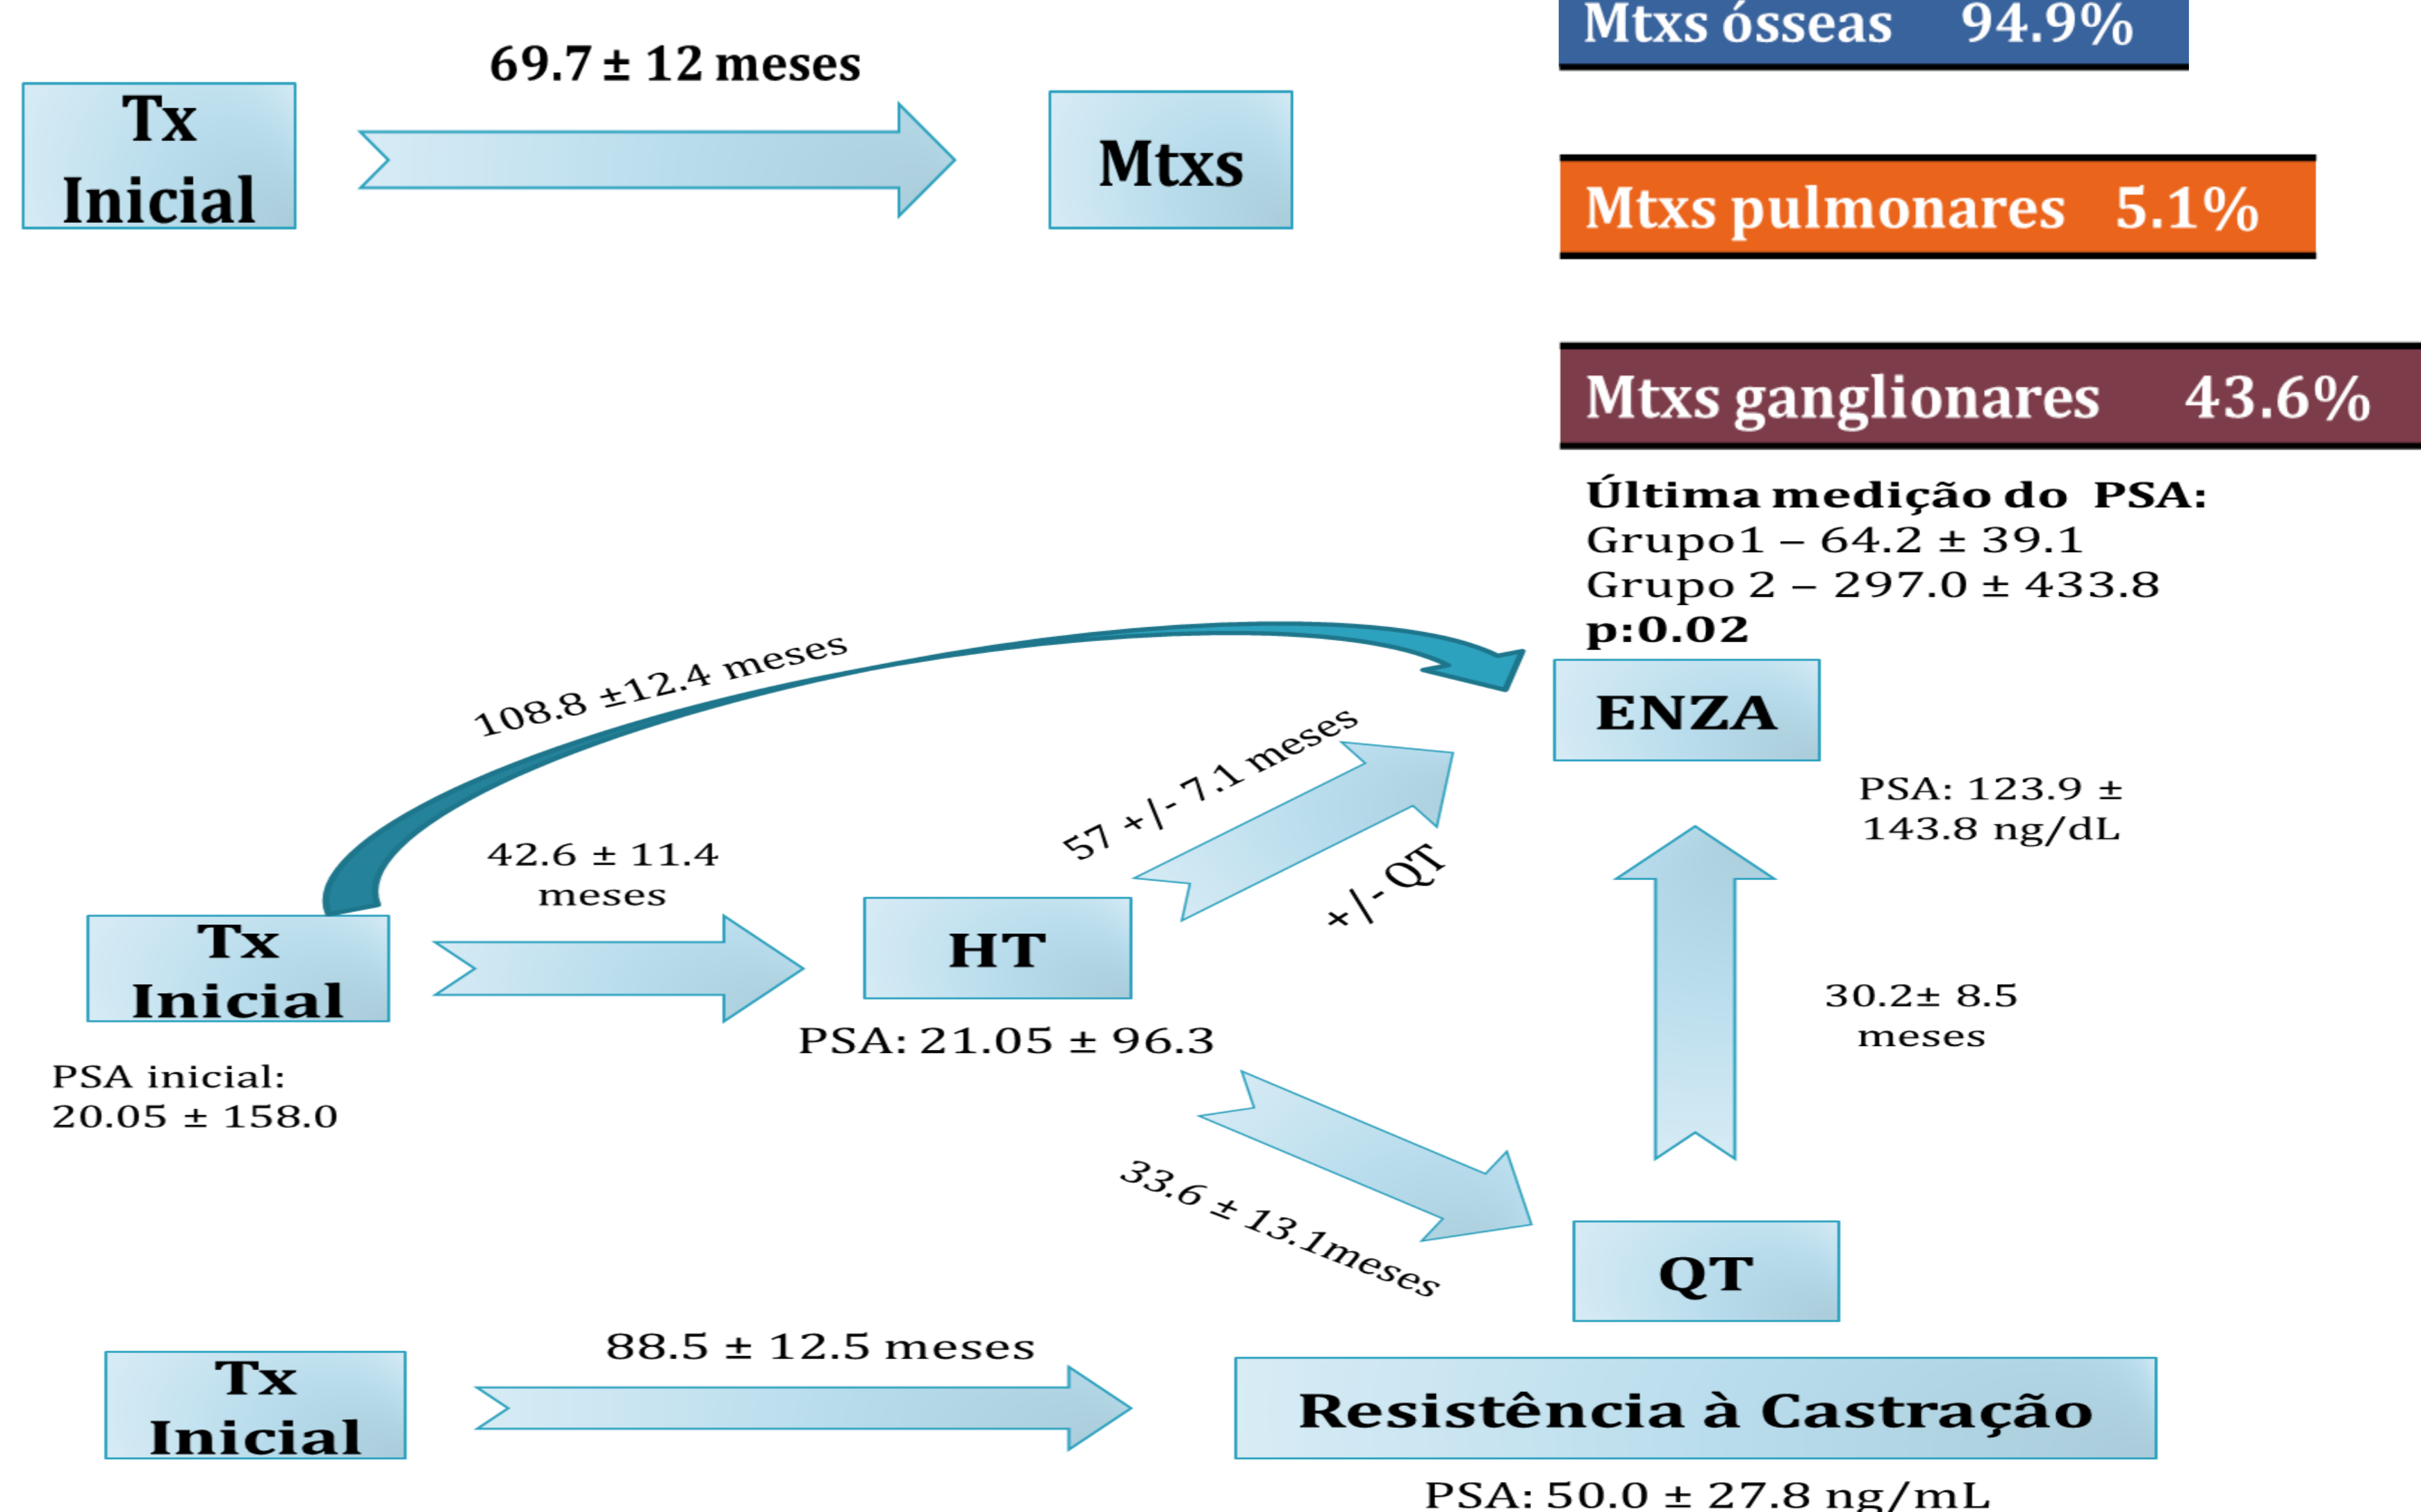 69.7 ± 12 meses
Tx
Inicial
Mtxs
Mtxs ósseas 94.9%
Mtxs pulmonares 5.1%
Mtxs ganglionares 43.6%
Última medição do PSA:
Grupo1 – 64.2 ± 39.1
Grupo 2 – 297.0 ± 433.8
p:0.02
108.8 ±12.4 meses
ENZA
PSA: 123.9 ±
143.8 ng/dL
57 +/- 7.1 meses
+/- QT
42.6 ± 11.4
meses
Tx
Inicial
HT
PSA: 21.05 ± 96.3
PSA inicial:
20.05 ± 158.0
30.2± 8.5
meses
33.6 ± 13.1meses
QT
88.5 ± 12.5 meses
Tx
Inicial
Resistência à Castração
PSA: 50.0 ± 27.8 ng/mL